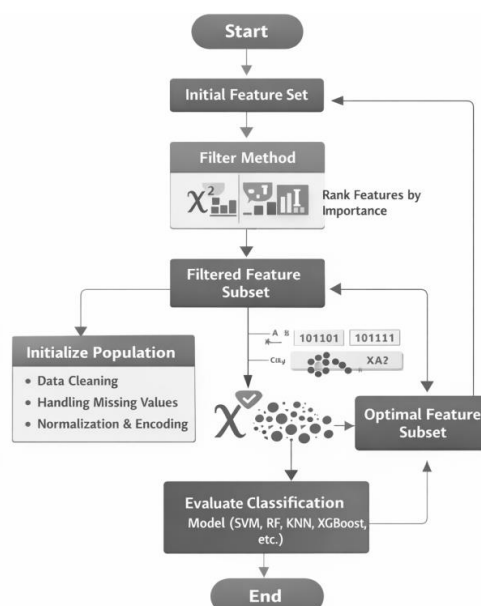 Start
Initial Feature Set
Filter Method
χ²
Rank Features by
Importance
Filtered Feature
Subset
A B
101101 101111
XA2
Initialize Population
• Data Cleaning
• Handling Missing Values
• Normalization & Encoding
χ
Optimal Feature
Subset
Evaluate Classification
Model (SVM, RF, KNN, XGBoost,
etc.)
End